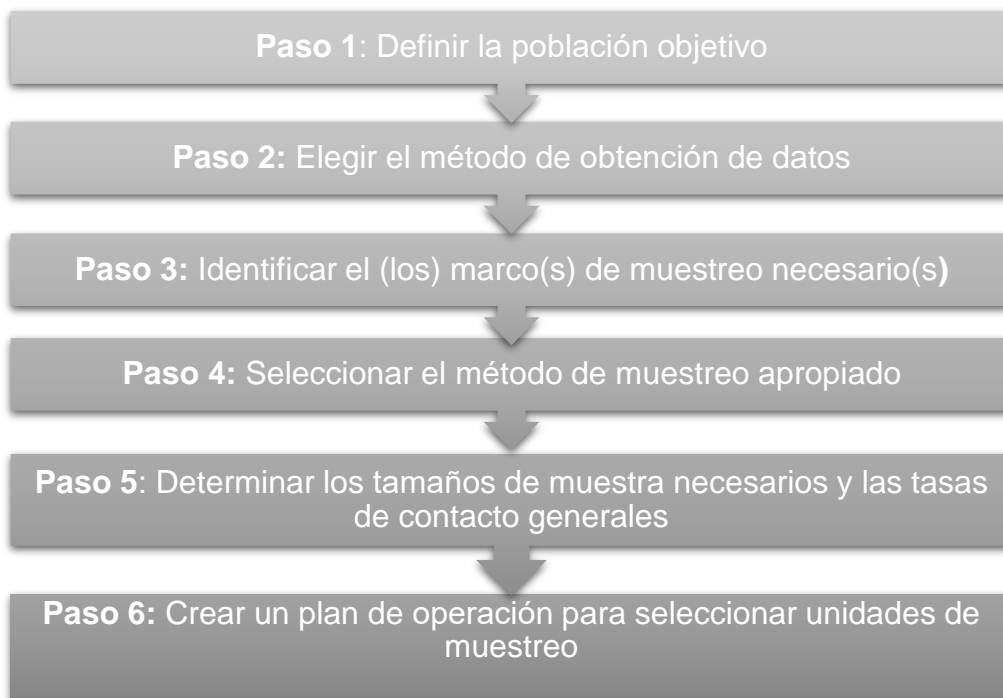 Paso 1: Definir la población objetivo
Paso 2: Elegir el método de obtención de datos
Paso 3: Identificar el (los) marco(s) de muestreo necesario(s)
Paso 4: Seleccionar el método de muestreo apropiado
Paso 5: Determinar los tamaños de muestra necesarios y las tasas
de contacto generales
Paso 6: Crear un plan de operación para seleccionar unidades de
muestreo